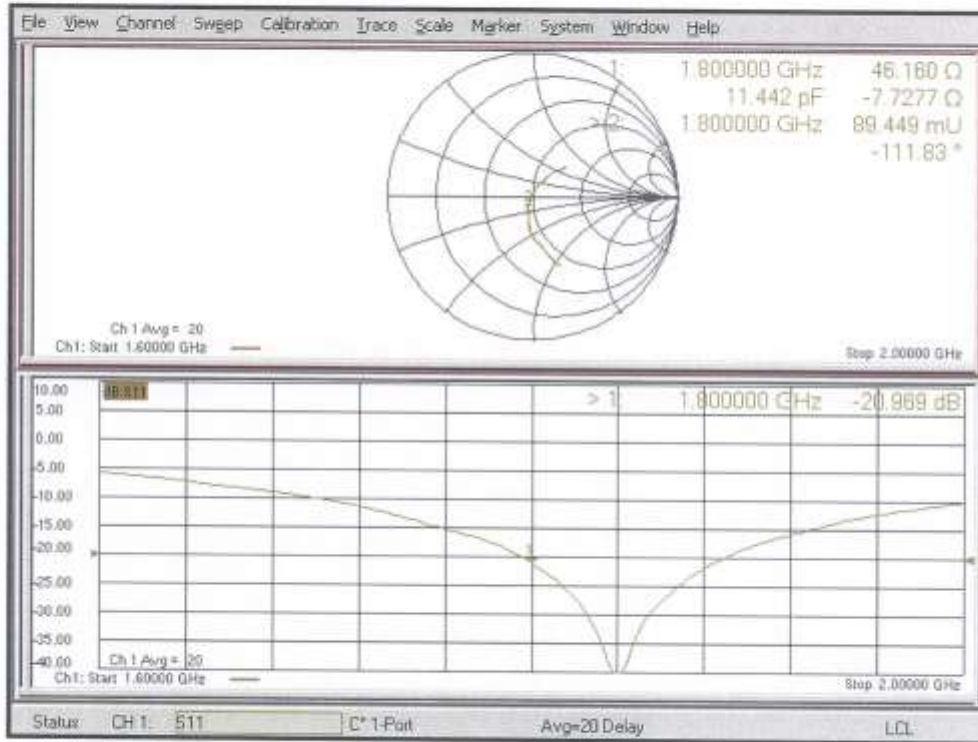 File View Channel Sweep Calibration Trace Scale Marker System Window Help
1 1.800000 GHz 46.160 Ω
11.442 pF -7.7277 Ω
> 2 1.800000 GHz 89.449 mU
-111.83 °
Ch 1 Avg = 20
Ch1: Start 1.60000 GHz
Stop 2.00000 GHz
10.00
dB S11
> 1 1.800000 GHz -20.969 dB
5.00
0.00
-5.00
-10.00
-15.00
-20.00
-25.00
-30.00
-35.00
-40.00
Ch 1 Avg = 20
Ch1: Start 1.60000 GHz
Stop 2.00000 GHz
Status CH 1: S11 C* 1-Port Avg=20 Delay LCL